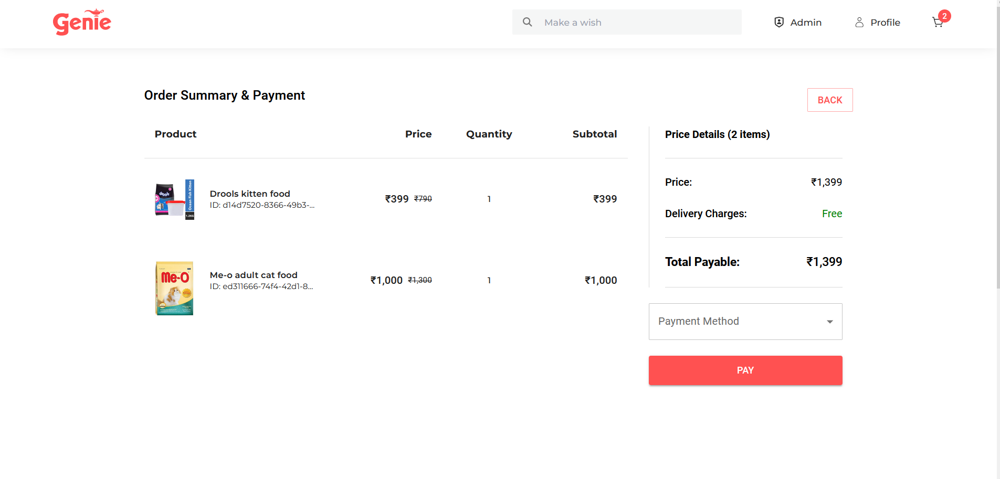 Genie
Make a wish
Admin
Profile
2
Order Summary & Payment
BACK
Product Price Quantity Subtotal
drools
Ocean Fish Kitten
1.2KG
Drools kitten food
ID: d14d7520-8366-49b3-...
₹399 ₹790 1 ₹399
Me-O
Me-o adult cat food
ID: ed311666-74f4-42d1-8...
₹1,000 ₹1,300 1 ₹1,000
Price Details (2 items)
Price: ₹1,399
Delivery Charges: Free
Total Payable: ₹1,399
Payment Method
PAY